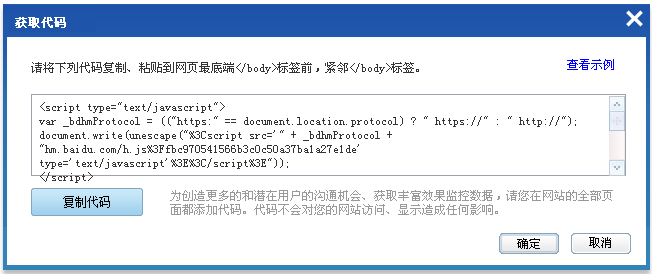 获取代码
请将下列代码复制、粘贴到网页最底端</body>标签前，紧邻</body>标签。
查看示例
<script type="text/javascript">
var _bdhmProtocol = (("https:" == document.location.protocol) ? " https://" : " http://");
document.write(unescape("%3Cscript src='" + _bdhmProtocol +
"hm.baidu.com/h.js%3Ffbc970541566b3c0c50a37ba1a27e1de'
type='text/javascript'%3E%3C/script%3E"));
</script>
复制代码
为创造更多的和潜在用户的沟通机会、获取丰富效果监控数据，请您在网站的全部页
面都添加代码。代码不会对您的网站访问、显示造成任何影响。
确定
取消